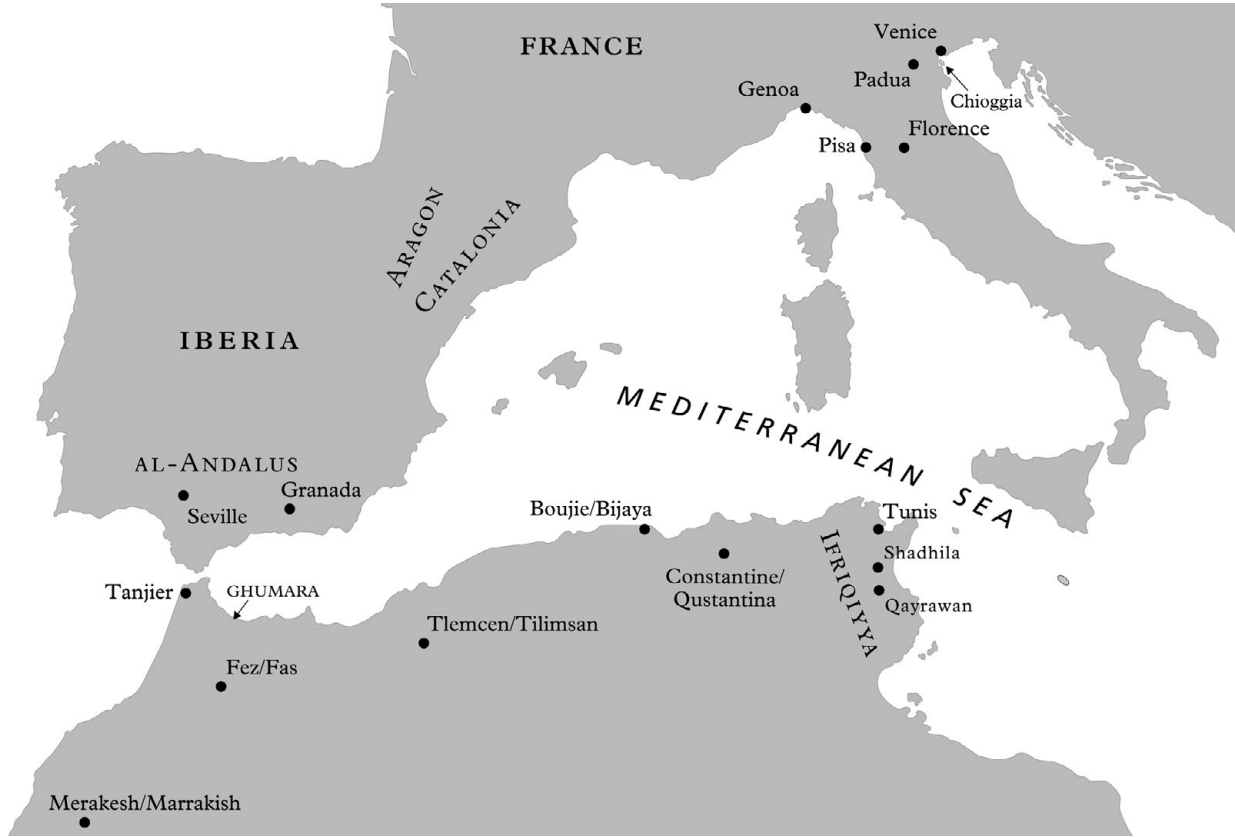 FRANCE
Venice
Padua
Chioggia
Genoa
Florence
Pisa
ARAGON
CATALONIA
IBERIA
MEDITERRANEAN SEA
AL-ANDALUS
Seville
Granada
Boujie/Bijaya
Tunis
Shadhila
Constantine/
Qustantina
IFRIQIYYA
Qayrawan
Tanjier
GHUMARA
Tlemcen/Tilimsan
Fez/Fas
Merakesh/Marrakish